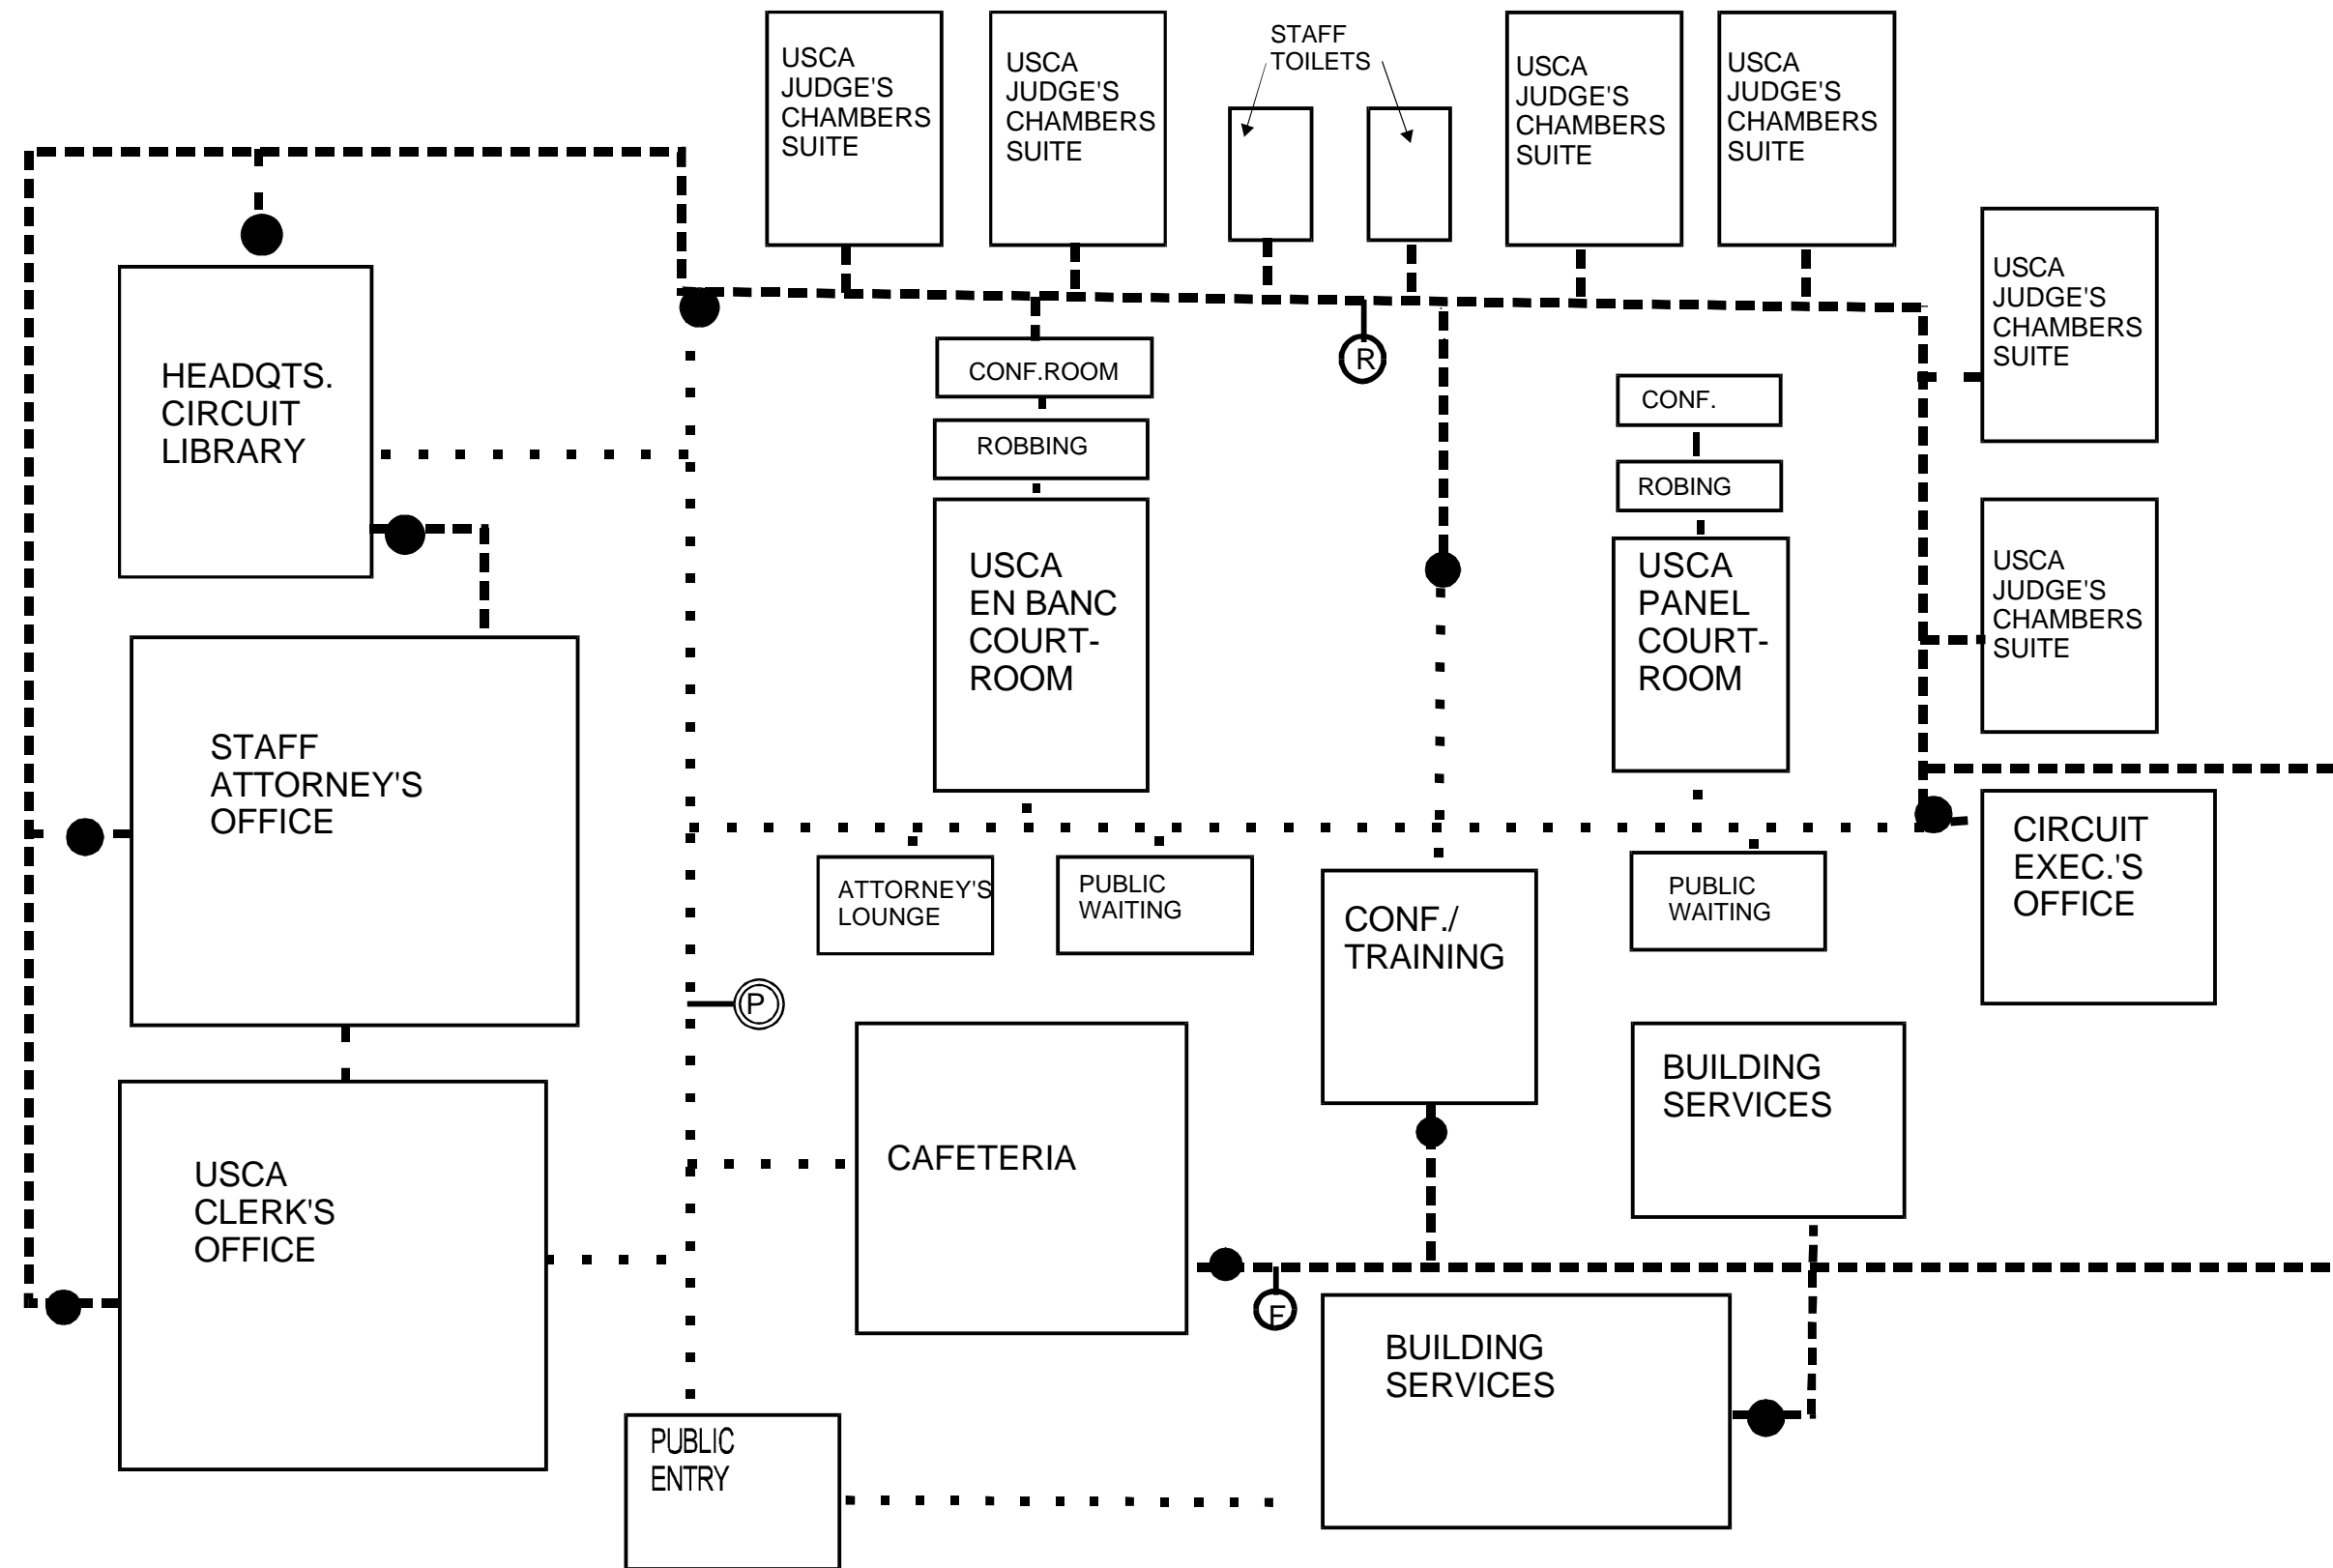 USCA
JUDGE'S
CHAMBERS
SUITE
USCA
JUDGE'S
CHAMBERS
SUITE
STAFF
TOILETS
USCA
JUDGE'S
CHAMBERS
SUITE
USCA
JUDGE'S
CHAMBERS
SUITE
USCA
JUDGE'S
CHAMBERS
SUITE
HEADQTS.
CIRCUIT
LIBRARY
CONF.ROOM
R
CONF.
ROBBING
ROBING
USCA
EN BANC
COURT-
ROOM
USCA
PANEL
COURT-
ROOM
USCA
JUDGE'S
CHAMBERS
SUITE
STAFF
ATTORNEY'S
OFFICE
ATTORNEY'S
LOUNGE
PUBLIC
WAITING
CONF./
TRAINING
PUBLIC
WAITING
CIRCUIT
EXEC.'S
OFFICE
P
BUILDING
SERVICES
CAFETERIA
USCA
CLERK'S
OFFICE
F
BUILDING
SERVICES
PUBLIC
ENTRY